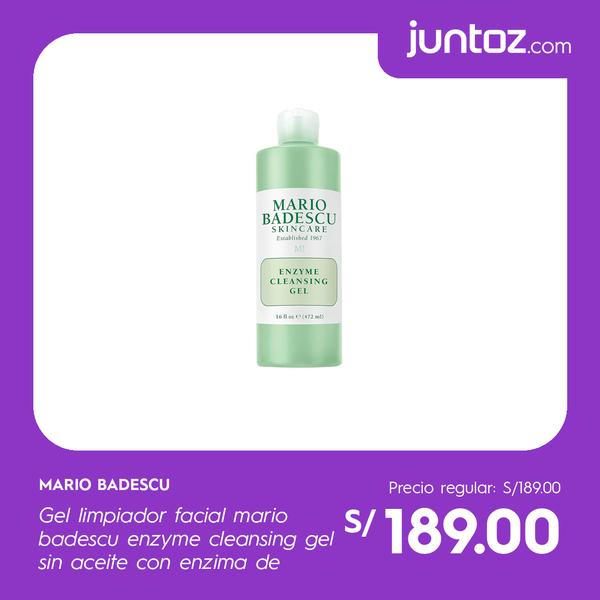 juntoz.com
MARIO
BADESCU
SKINCARE
Established 1967
MB
ENZYME
CLEANSING
GEL
16 fl oz ℮ (472 ml)
MARIO BADESCU
Gel limpiador facial mario
badescu enzyme cleansing gel
sin aceite con enzima de
Precio regular: S/189.00
S/ 189.00